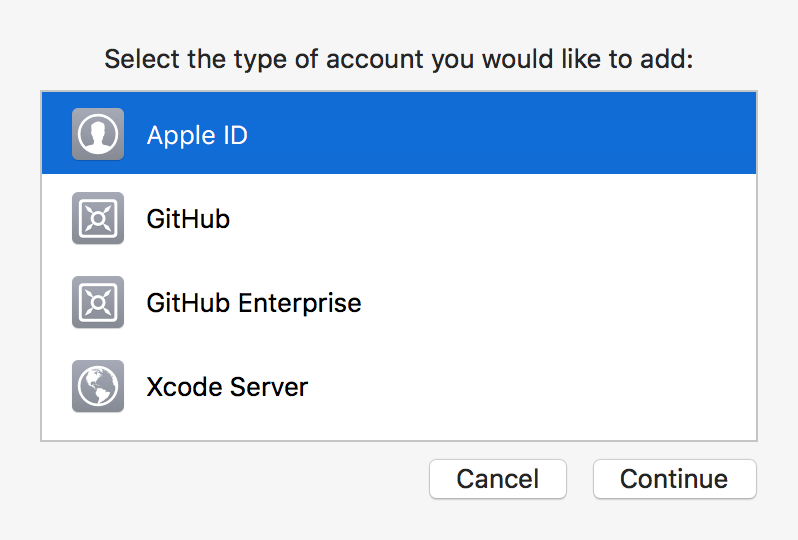 Select the type of account you would like to add:
Apple ID
GitHub
GitHub Enterprise
Xcode Server
Cancel
Continue